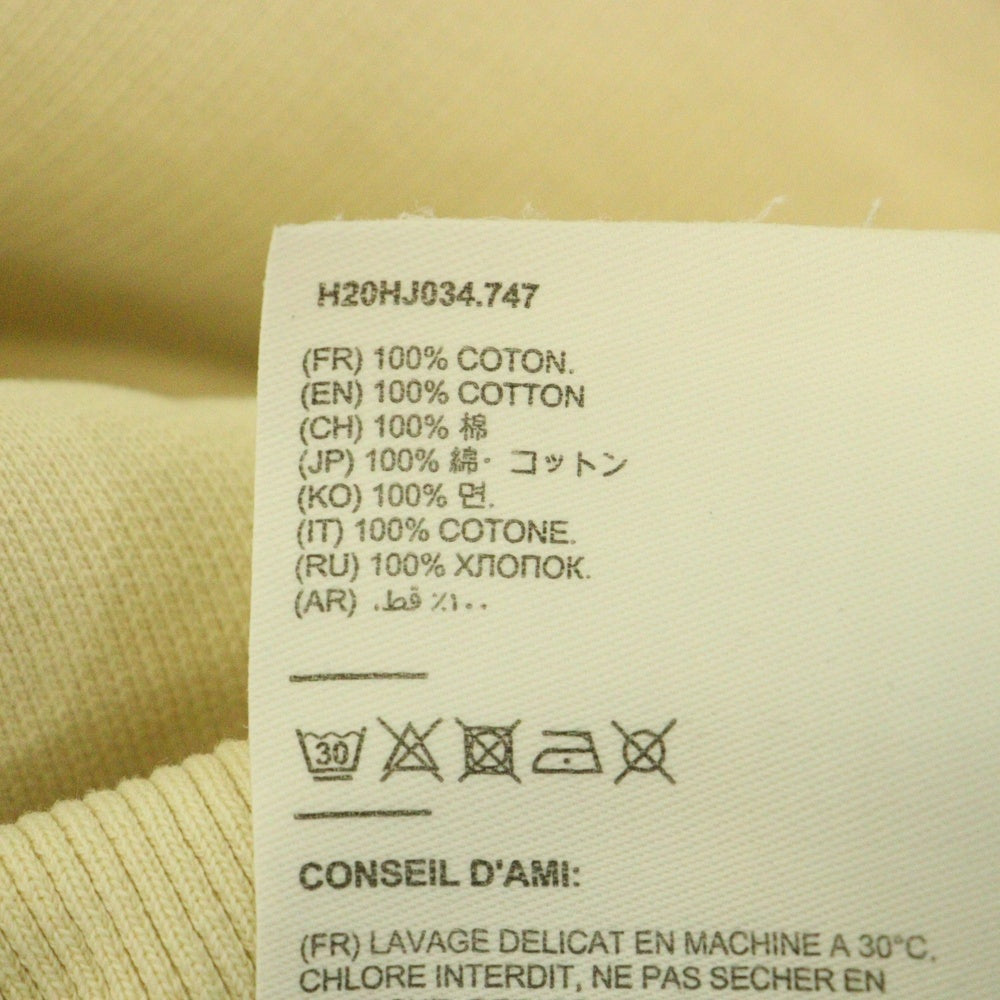 H20HJ034.747
(FR) 100% COTON.
(EN) 100% COTTON
(CH) 100% 棉
(JP) 100% 綿・コットン
(KO) 100% 면.
(IT) 100% COTONE.
(RU) 100% ХЛОПОК.
(AR) ١٠٠٪ قط.
30
CONSEIL D'AMI:
(FR) LAVAGE DELICAT EN MACHINE A 30°C,
CHLORE INTERDIT, NE PAS SECHER EN